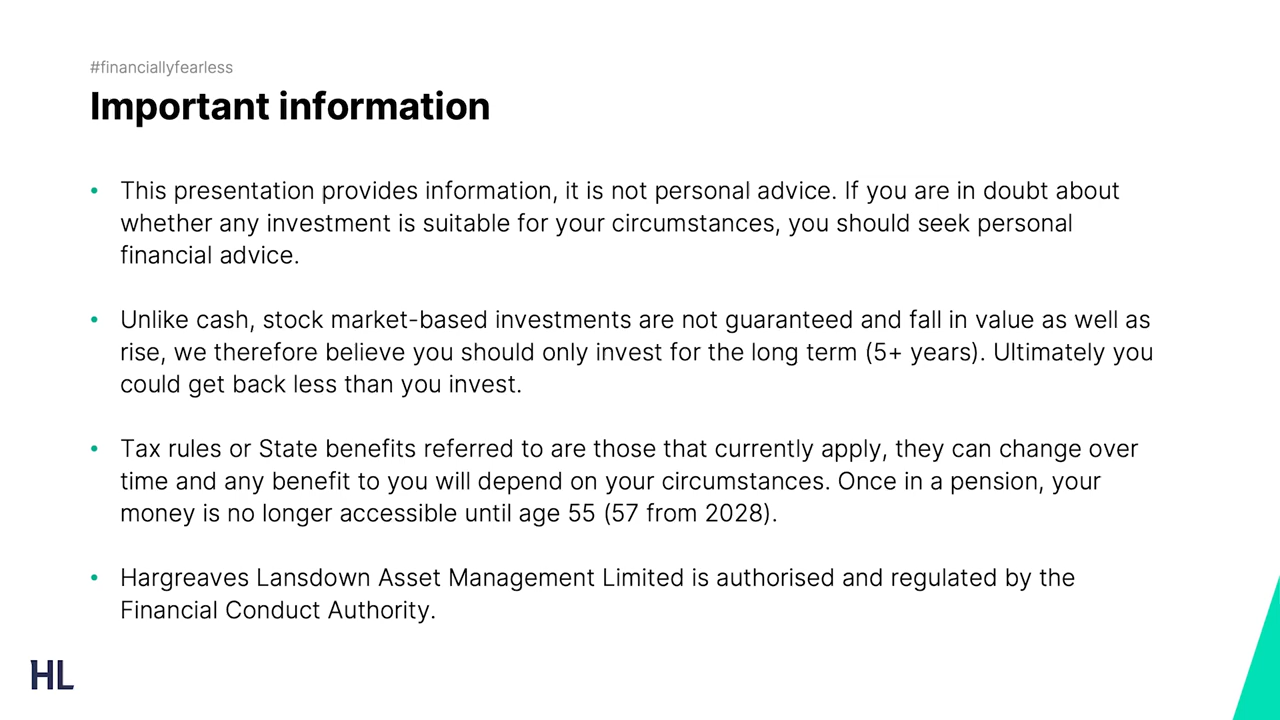 #financiallyfearless
Important information
• This presentation provides information, it is not personal advice. If you are in doubt about
whether any investment is suitable for your circumstances, you should seek personal
financial advice.
• Unlike cash, stock market-based investments are not guaranteed and fall in value as well as
rise, we therefore believe you should only invest for the long term (5+ years). Ultimately you
could get back less than you invest.
• Tax rules or State benefits referred to are those that currently apply, they can change over
time and any benefit to you will depend on your circumstances. Once in a pension, your
money is no longer accessible until age 55 (57 from 2028).
• Hargreaves Lansdown Asset Management Limited is authorised and regulated by the
Financial Conduct Authority.
HL